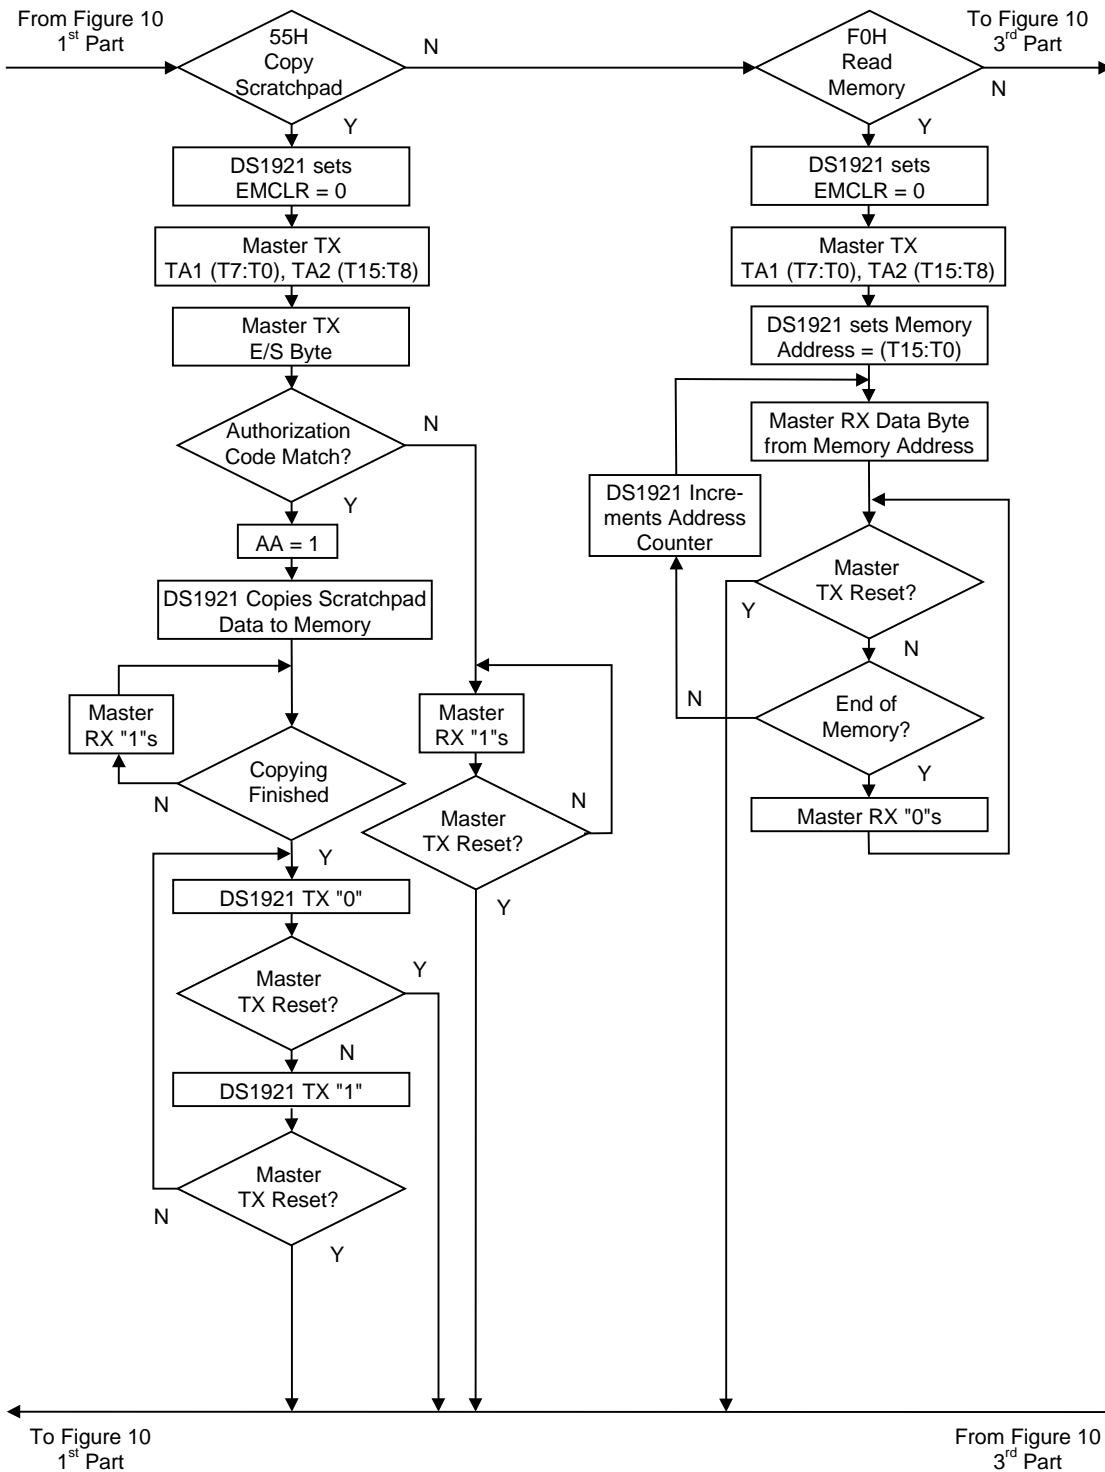 From Figure 10
1st Part
55H
Copy
Scratchpad
N
Y
F0H
Read
Memory
N
Y
To Figure 10
3rd Part
DS1921 sets
EMCLR = 0
Master TX
TA1 (T7:T0), TA2 (T15:T8)
Master TX
E/S Byte
Authorization
Code Match?
N
Y
AA = 1
DS1921 Copies Scratchpad
Data to Memory
Master
RX "1"s
N
Copying
Finished
Y
DS1921 TX "0"
Master
TX Reset?
Y
N
DS1921 TX "1"
Master
TX Reset?
N
Y
Master
RX "1"s
Master
TX Reset?
N
Y
DS1921 sets
EMCLR = 0
Master TX
TA1 (T7:T0), TA2 (T15:T8)
DS1921 sets Memory
Address = (T15:T0)
Master RX Data Byte
from Memory Address
DS1921 Incre-
ments Address
Counter
Master
TX Reset?
Y
N
End of
Memory?
N
Y
Master RX "0"s
To Figure 10
1st Part
From Figure 10
3rd Part